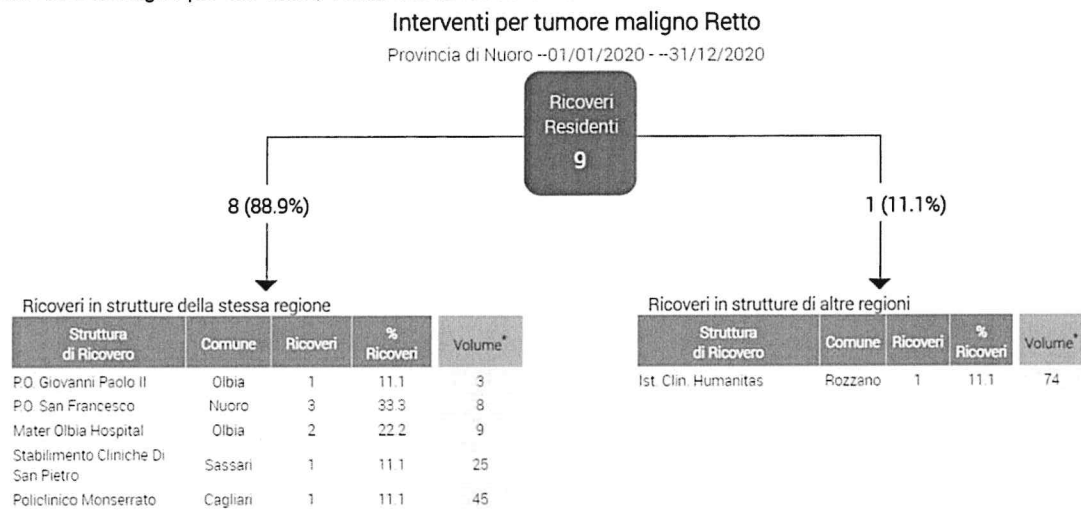 Interventi per tumore maligno Retto
Provincia di Nuoro --01/01/2020 - --31/12/2020
Ricoveri
Residenti
9
8 (88.9%)
1 (11.1%)
Ricoveri in strutture della stessa regione
Struttura
di Ricovero
Comune
Ricoveri
%
Ricoveri
Volume*
P.O. Giovanni Paolo II Olbia 1 11.1 3
P.O. San Francesco Nuoro 3 33.3 8
Mater Olbia Hospital Olbia 2 22.2 9
Stabilimento Cliniche Di
San Pietro Sassari 1 11.1 25
Policlinico Monserrato Cagliari 1 11.1 45
Ricoveri in strutture di altre regioni
Struttura
di Ricovero
Comune
Ricoveri
%
Ricoveri
Volume*
Ist. Clin. Humanitas Rozzano 1 11.1 74